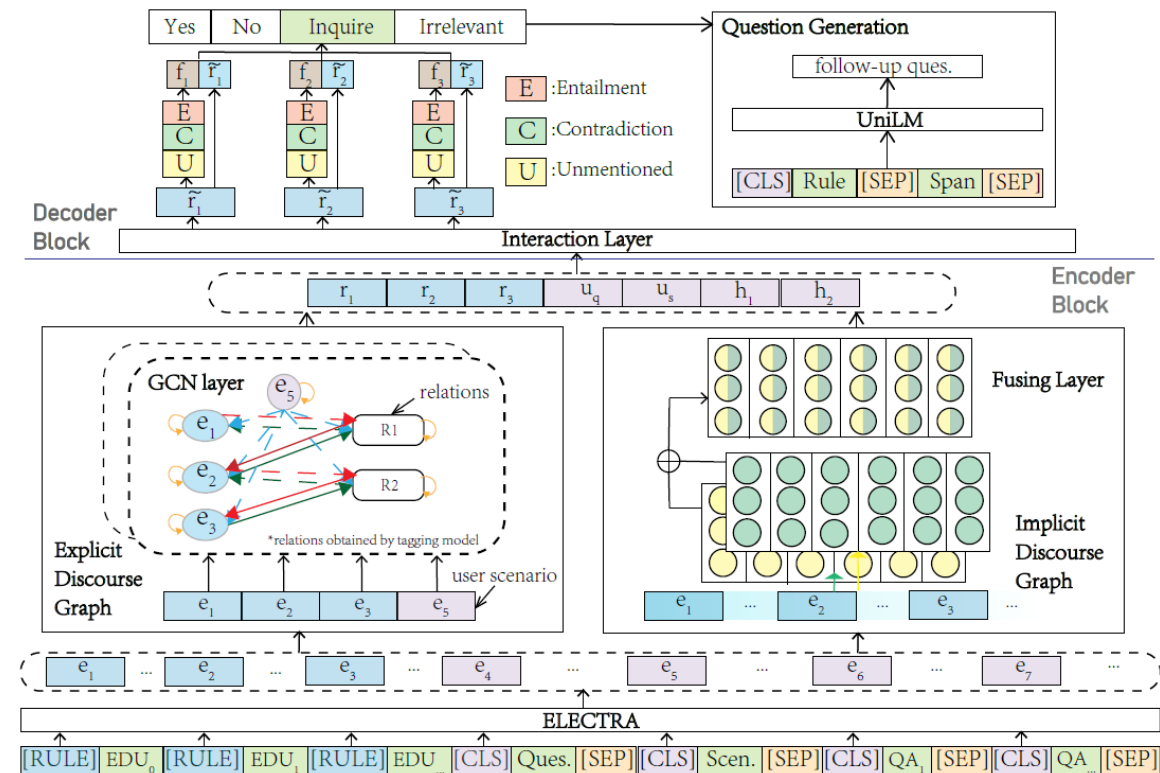 Yes No Inquire Irrelevant
Question Generation
follow-up ques.
UniLM
[CLS] Rule [SEP] Span [SEP]
f₁ r̃₁ f₂ r̃₂ f₃ r̃₃
E E E
C C C
U U U
E :Entailment
C :Contradiction
U :Unmentioned
r̃₁ r̃₂ r̃₃
Decoder
Block
Interaction Layer
Encoder
Block
r₁ r₂ r₃ u_q u_s h₁ h₂
GCN layer
relations
e₅
e₁ R1
e₂ R2
e₃
*relations obtained by tagging model
Explicit
Discourse
Graph
user scenario
e₁ e₂ e₃ e₅
Fusing Layer
Implicit
Discourse
Graph
e₁ ... e₂ ... e₃ ...
e₁ ... e₂ ... e₃ ... e₄ ... e₅ ... e₆ ... e₇ ...
ELECTRA
[RULE] EDU₀ [RULE] EDU₁ [RULE] EDU... [CLS] Ques. [SEP] [CLS] Scen. [SEP] [CLS] QA₁ [SEP] [CLS] QA... [SEP]